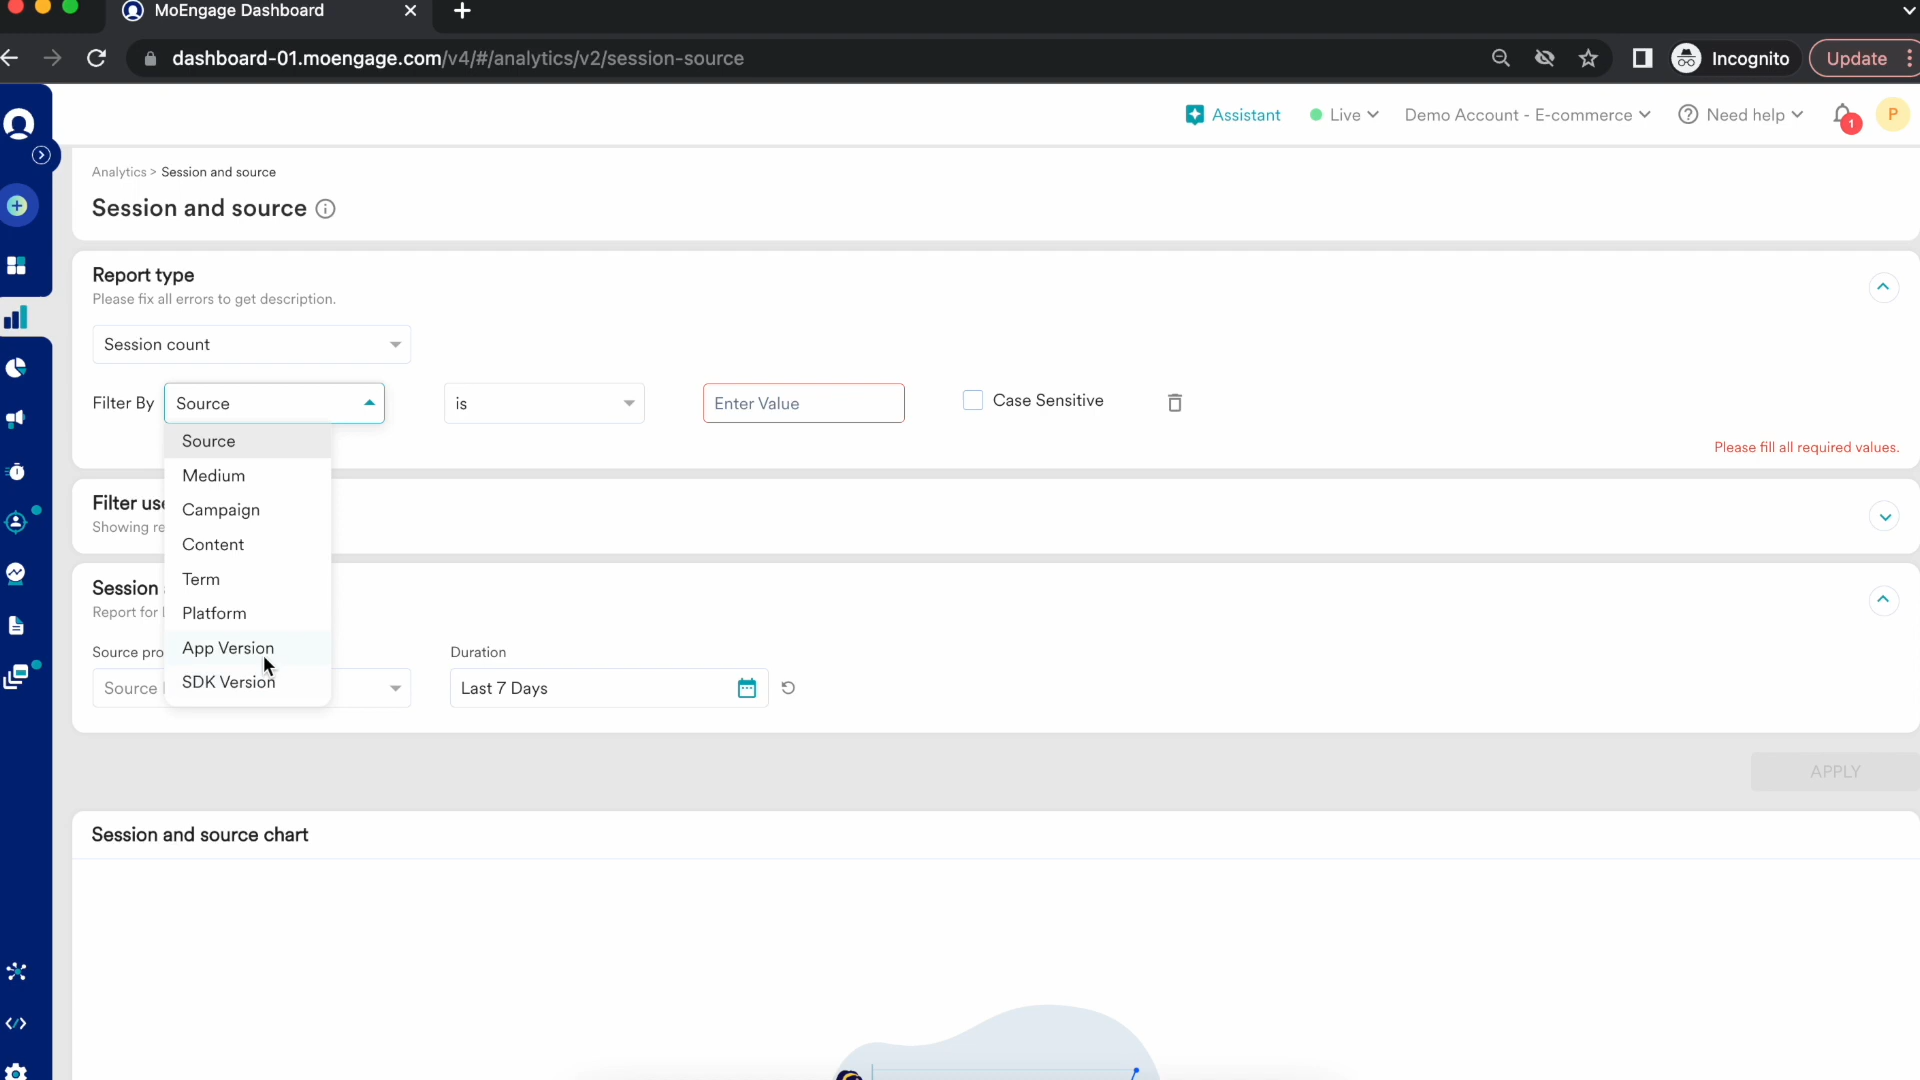 MoEngage Dashboard
dashboard-01.moengage.com/v4/#/analytics/v2/session-source
Incognito
Update
Assistant
Live
Demo Account - E-commerce
Need help
1
P
Analytics > Session and source
Session and source
Report type
Please fix all errors to get description.
Session count
Filter By
Source
is
Enter Value
Case Sensitive
Please fill all required values.
Source
Medium
Campaign
Content
Term
Platform
App Version
SDK Version
Filter
Showing
Session
Report for
Source
Source
Duration
Last 7 Days
APPLY
Session and source chart